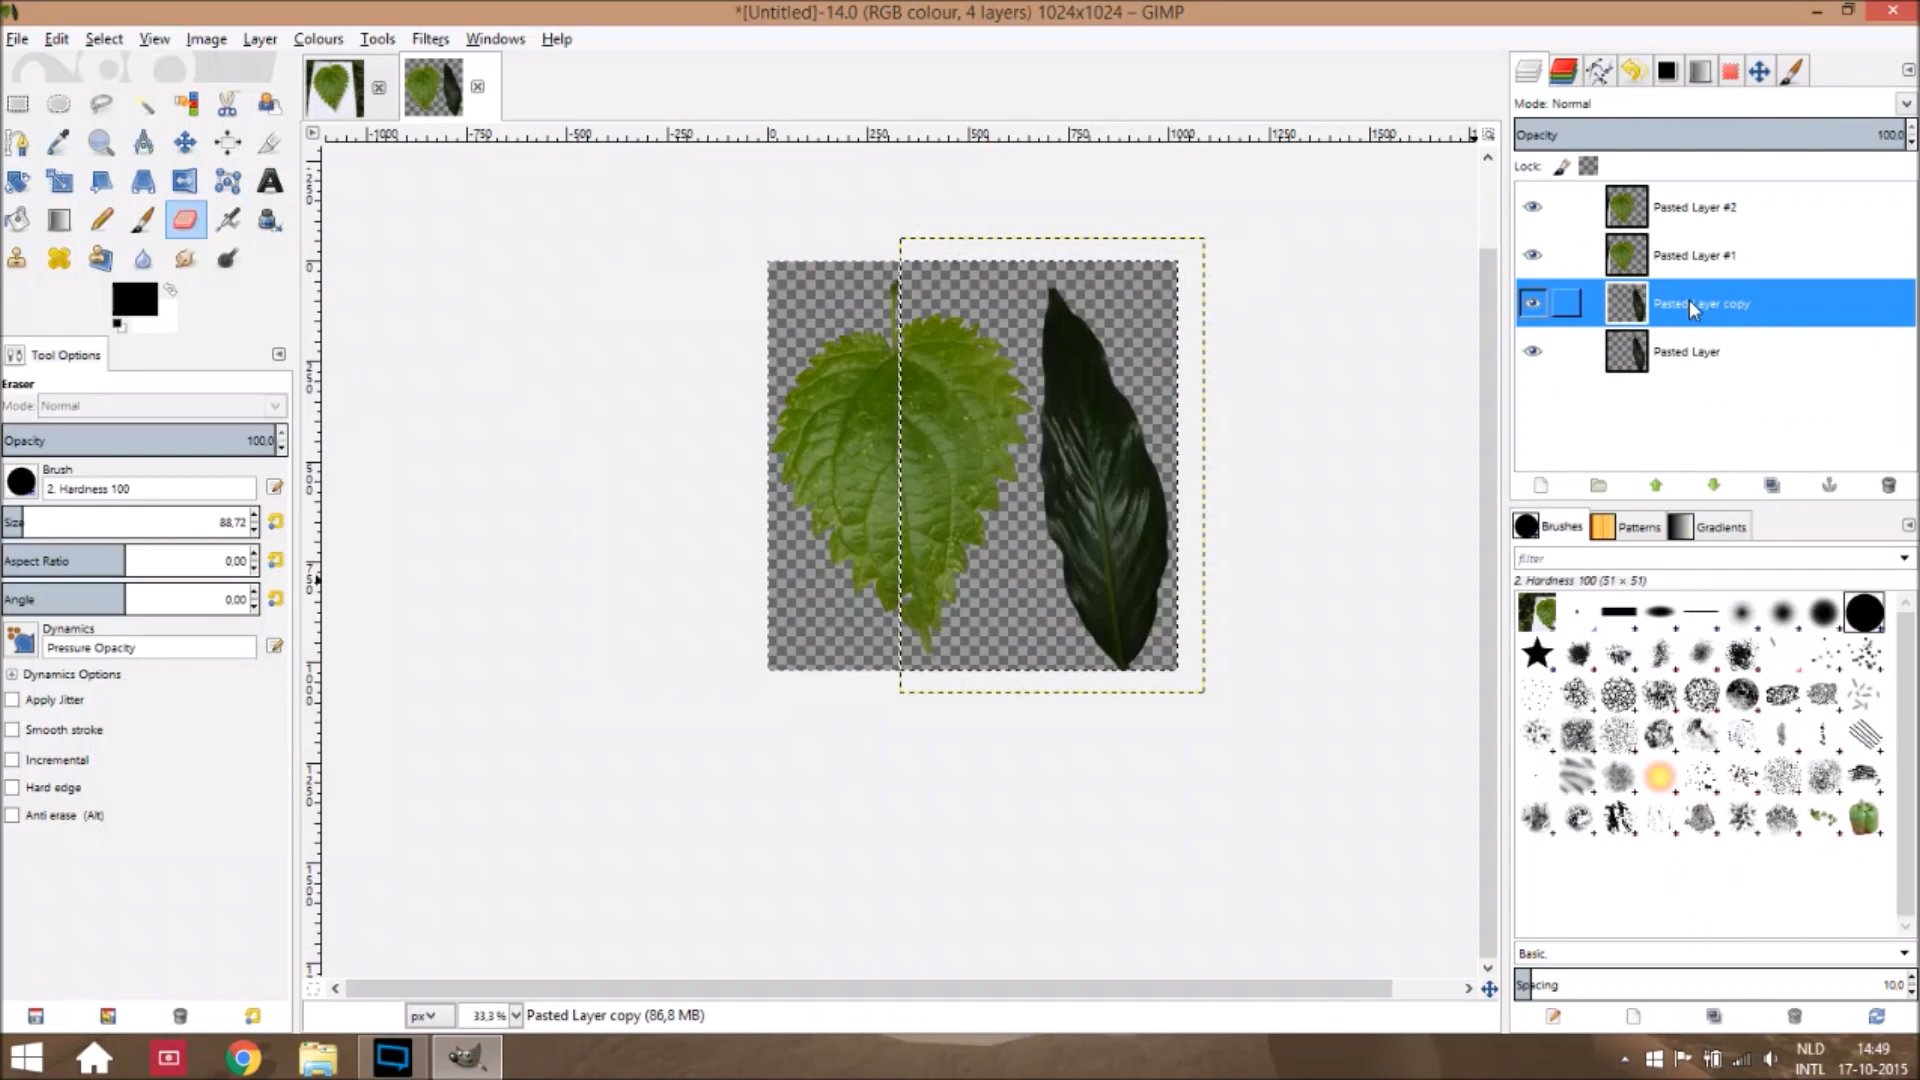 *[Untitled]-14.0 (RGB colour, 4 layers) 1024x1024 – GIMP
File Edit Select View Image Layer Colours Tools Filters Windows Help
Mode: Normal
-1000 -750 -500 -250 0 250 500 750 1000 1250 1500
Opacity 100,0
Lock:
Pasted Layer #2
Pasted Layer #1
Pasted Layer copy
Pasted Layer
Tool Options
Eraser
Mode: Normal
Opacity 100,0
Brush
2. Hardness 100
Size 88,72
Aspect Ratio 0,00
Angle 0,00
Dynamics
Pressure Opacity
Dynamics Options
Apply Jitter
Smooth stroke
Incremental
Hard edge
Anti erase (Alt)
Brushes Patterns Gradients
filter
2. Hardness 100 (51 × 51)
Basic,
Spacing 10,0
px 33,3 % Pasted Layer copy (86,8 MB)
NLD 14:49
INTL 17-10-2015